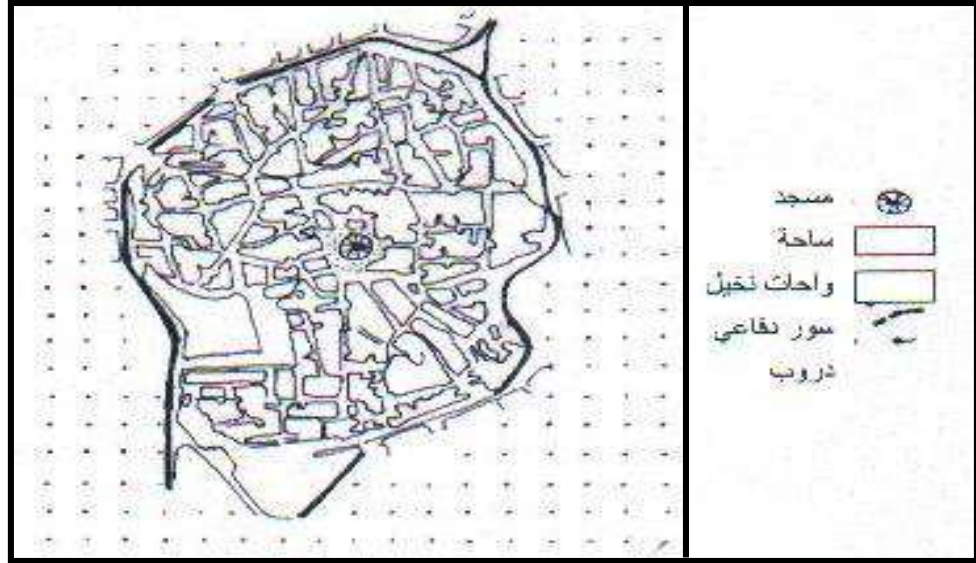 مسجد
ساحة
واحات نخيل
سور دفاعي
دروب